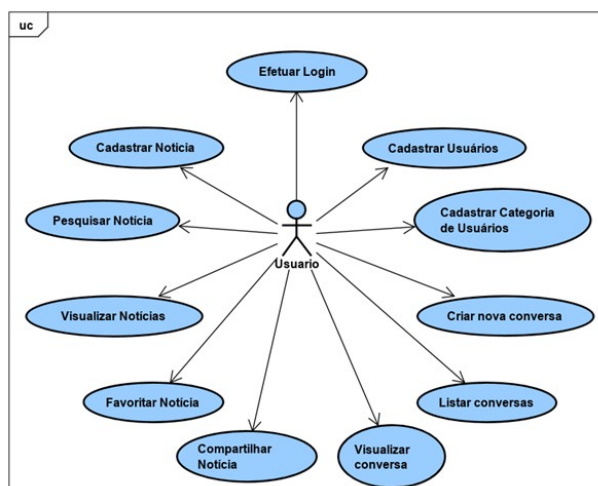 uc
Efetuar Login
Cadastrar Noticia
Cadastrar Usuários
Pesquisar Notícia
Cadastrar Categoria
de Usuários
Usuario
Visualizar Notícias
Criar nova conversa
Favoritar Notícia
Listar conversas
Compartilhar
Notícia
Visualizar
conversa